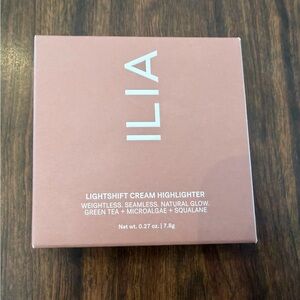 ILIA
LIGHTSHIFT CREAM HIGHLIGHTER
WEIGHTLESS. SEAMLESS. NATURAL GLOW.
GREEN TEA + MICROALGAE + SQUALANE
Net wt. 0.27 oz. | 7.8g